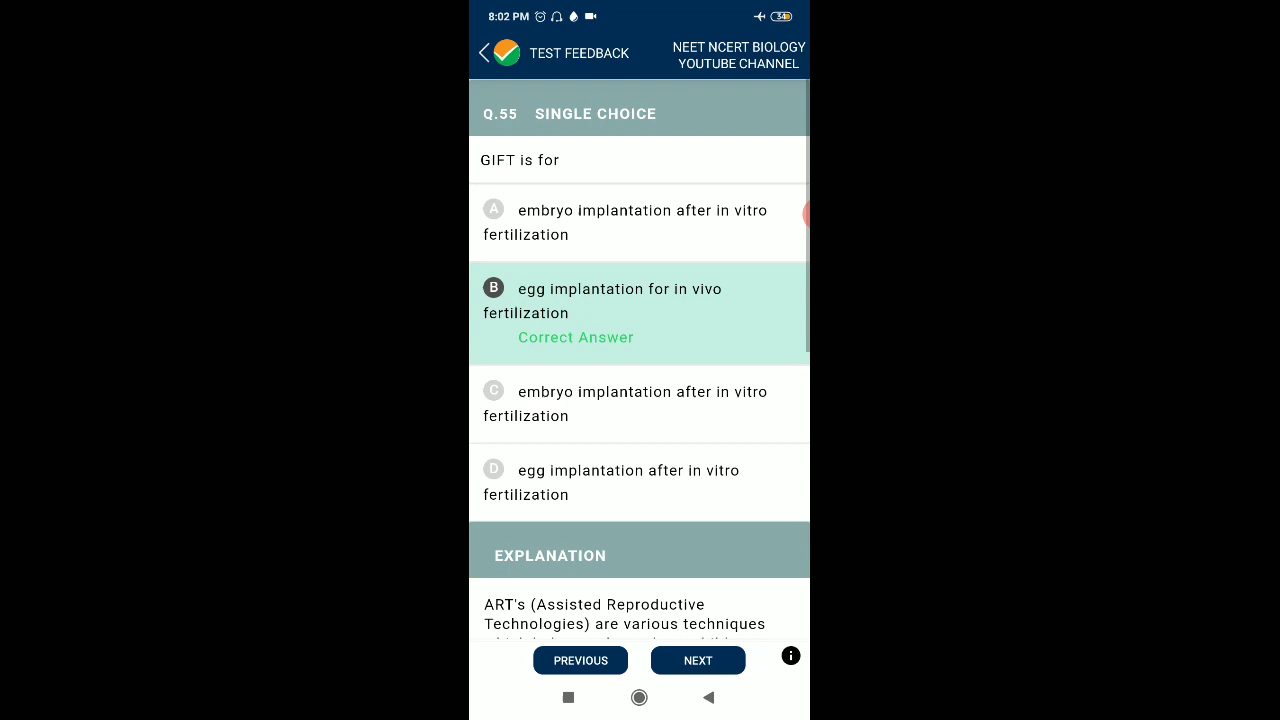 8:02 PM
34
TEST FEEDBACK
NEET NCERT BIOLOGY
YOUTUBE CHANNEL
Q.55 SINGLE CHOICE
GIFT is for
A embryo implantation after in vitro
fertilization
B egg implantation for in vivo
fertilization
Correct Answer
C embryo implantation after in vitro
fertilization
D egg implantation after in vitro
fertilization
EXPLANATION
ART's (Assisted Reproductive
Technologies) are various techniques
PREVIOUS
NEXT